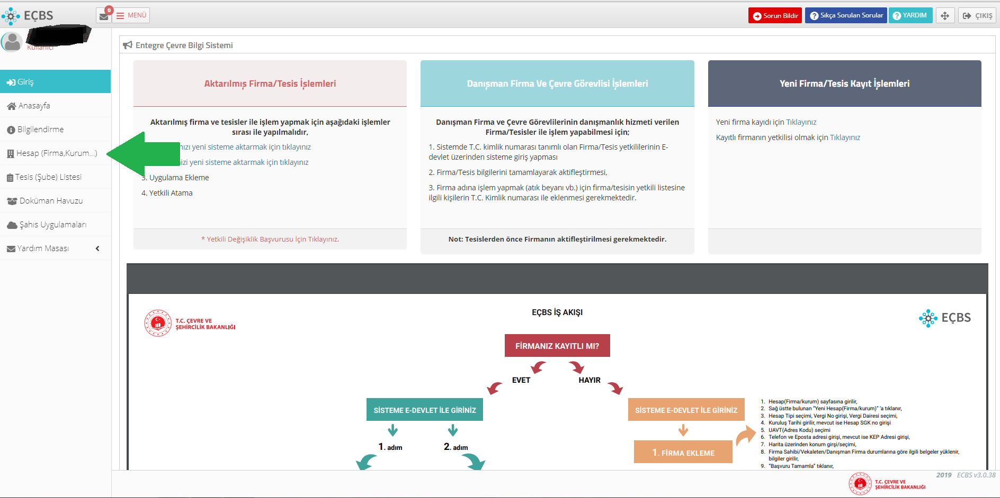 EÇBS
0
MENÜ
Sorun Bildir
Sıkça Sorulan Sorular
YARDIM
ÇIKIŞ
Kullanıcı
Giriş
Anasayfa
Bilgilendirme
Hesap (Firma,Kurum...)
Tesis (Şube) Listesi
Doküman Havuzu
Şahıs Uygulamaları
Yardım Masası
Entegre Çevre Bilgi Sistemi
Aktarılmış Firma/Tesis İşlemleri
Aktarılmış firma ve tesisler ile işlem yapmak için aşağıdaki işlemler
sırası ile yapılmalıdır,
yeni sisteme aktarmak için tıklayınız
yeni sisteme aktarmak için tıklayınız
3. Uygulama Ekleme
4. Yetkili Atama
* Yetkili Değişiklik Başvurusu İçin Tıklayınız.
Danışman Firma Ve Çevre Görevlisi İşlemleri
Danışman Firma ve Çevre Görevlilerinin danışmanlık hizmeti verilen
Firma/Tesisler ile işlem yapabilmesi için;
1. Sistemde T.C. kimlik numarası tanımlı olan Firma/Tesis yetkililerinin E-
devlet üzerinden sisteme giriş yapması
2. Firma/Tesis bilgilerini tamamlayarak aktifleştirmesi,
3. Firma adına işlem yapmak (atık beyanı vb.) için firma/tesisin yetkili listesine
ilgili kişilerin T.C. Kimlik numarası ile eklenmesi gerekmektedir.
Not: Tesislerden önce Firmanın aktifleştirilmesi gerekmektedir.
Yeni Firma/Tesis Kayıt İşlemleri
Yeni firma kayıdı için Tıklayınız
Kayıtlı firmanın yetkilisi olmak için Tıklayınız
T.C. ÇEVRE VE
ŞEHİRCİLİK BAKANLIĞI
EÇBS İŞ AKIŞI
EÇBS
FİRMANIZ KAYITLI MI?
EVET
HAYIR
SİSTEME E-DEVLET İLE GİRİNİZ
1. adım
2. adım
SİSTEME E-DEVLET İLE GİRİNİZ
1. FİRMA EKLEME
1. Hesap(Firma/kurum) sayfasına girilir,
2. Sağ üstte bulunan "Yeni Hesap(Firma/kurum)" 'a tıklanır,
3. Hesap Tipi seçimi, Vergi No girişi, Vergi Dairesi seçimi,
4. Kuruluş Tarihi girilir, mevcut ise Hesap SGK no girişi
5. UAVT(Adres Kodu) seçimi
6. Telefon ve Eposta adresi girişi, mevcut ise KEP Adresi girişi,
7. Harita üzerinden konum girşi/seçimi,
8. Firma Sahibi/Vekaleten/Danışman Firma durumlarına göre ilgili belgeler yüklenir,
bilgiler girilir,
9. "Başvuru Tamamla" tıklanır,
T.C. ÇEVRE VE
ŞEHİRCİLİK BAKANLIĞI
2019 ECBS v3.0.38